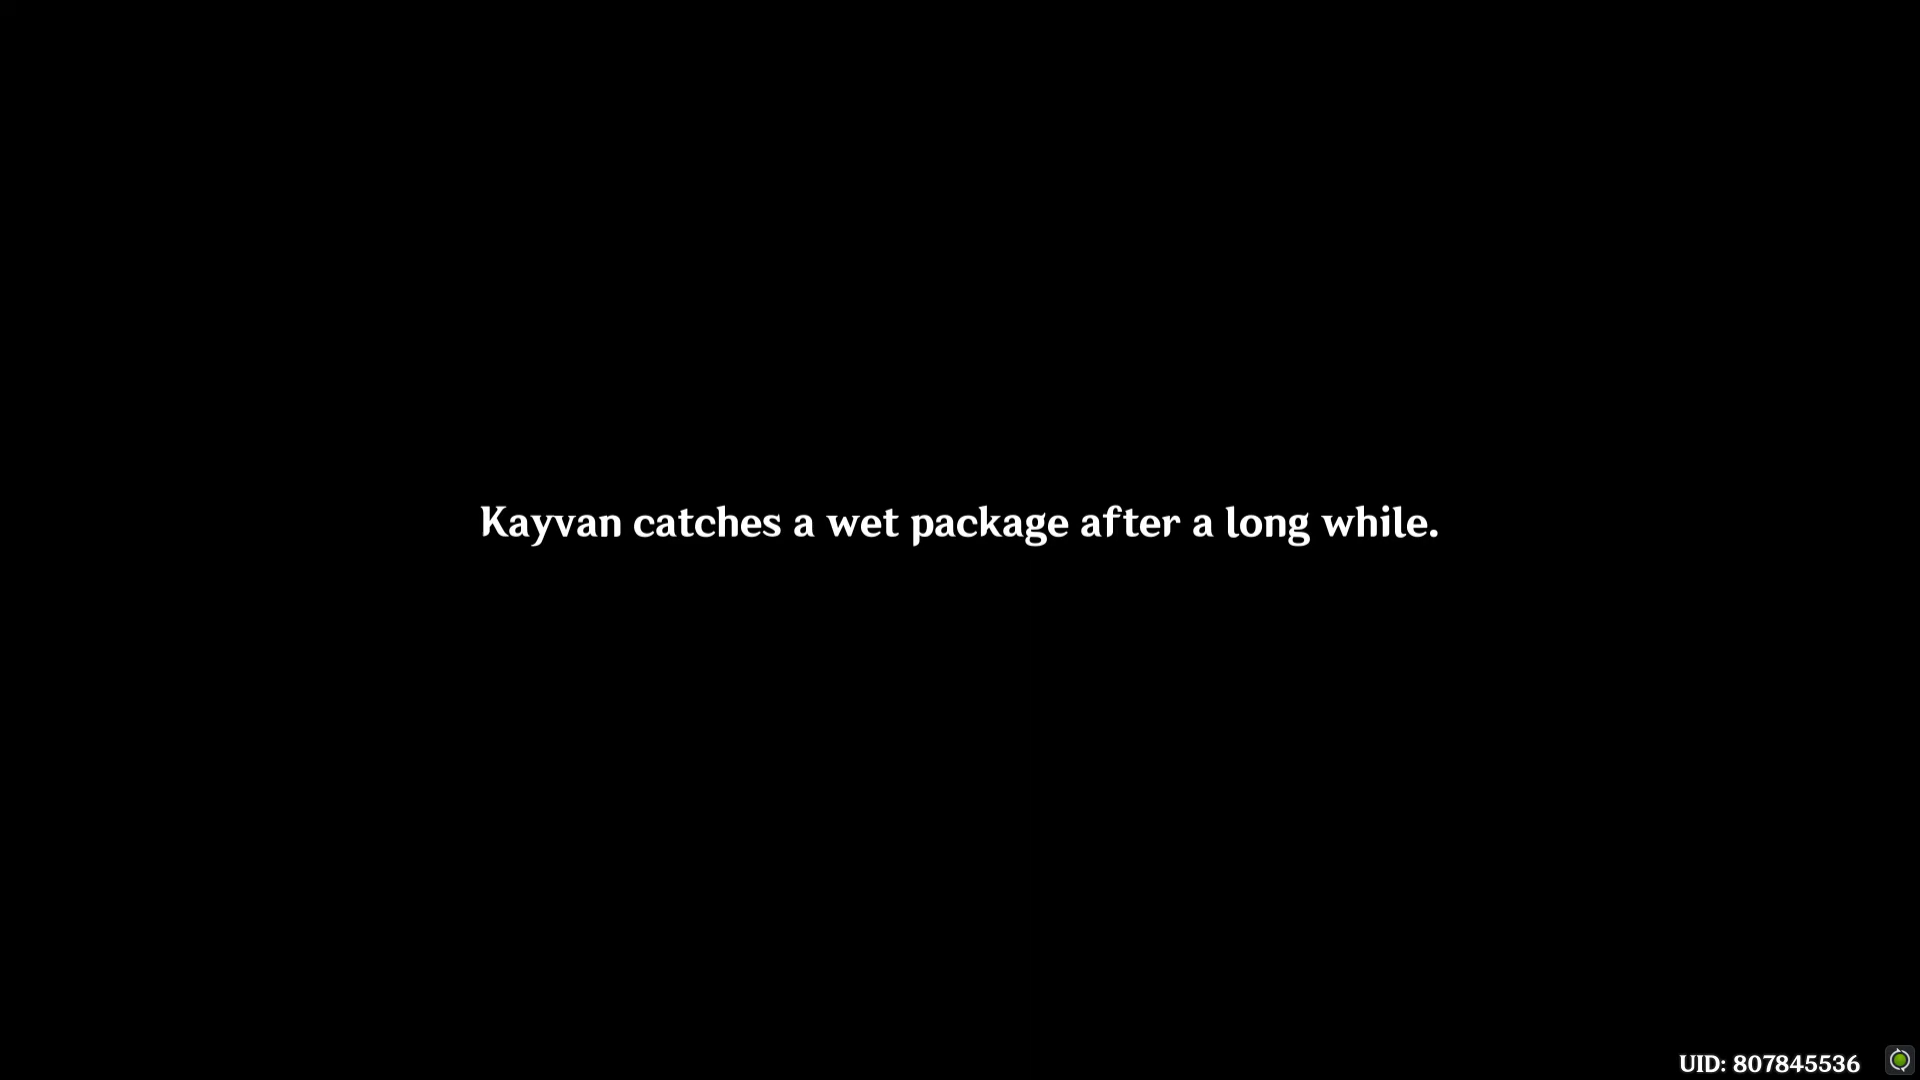 Kayvan catches a wet package after a long while.
UID: 807845536